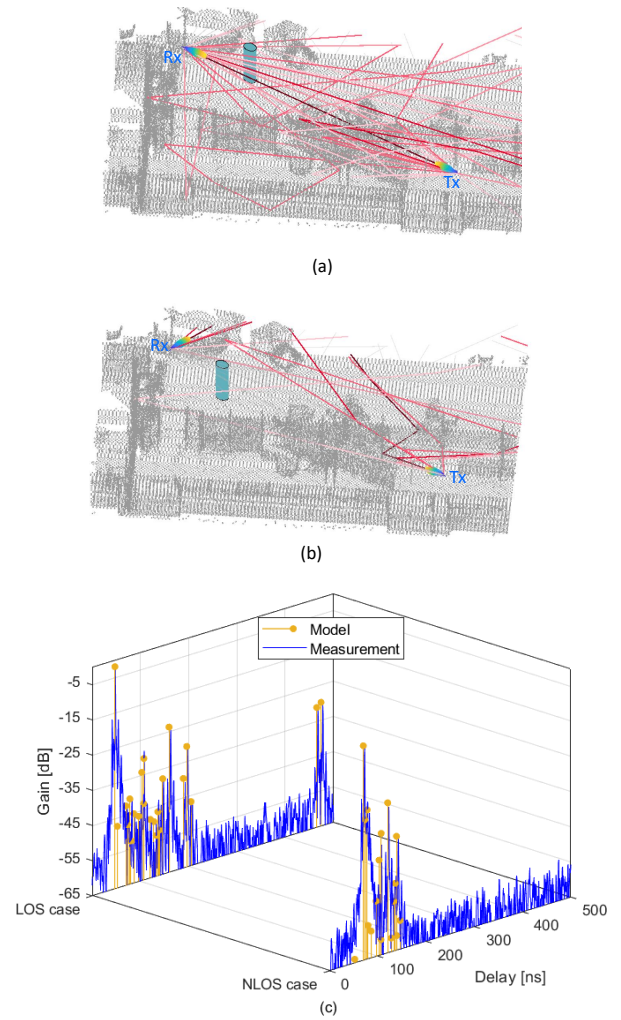 Rx
Tx
(a)
Rx
Tx
(b)
Model
Measurement
-5
-15
-25
-35
-45
-55
-65
Gain [dB]
LOS case
NLOS case
0
100
200
300
400
500
Delay [ns]
(c)